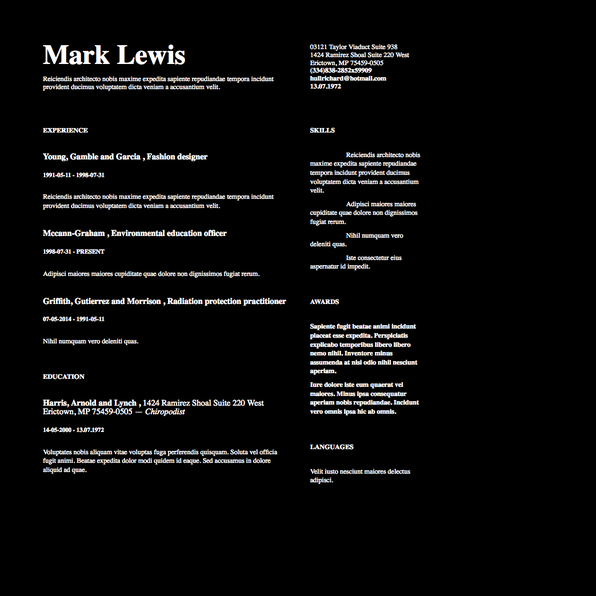 Mark Lewis
Reiciendis architecto nobis maxime expedita sapiente repudiandae tempora incidunt
provident ducimus voluptatem dicta veniam a accusantium velit.
EXPERIENCE
Young, Gamble and Garcia , Fashion designer
1991-05-11 - 1998-07-31
Reiciendis architecto nobis maxime expedita sapiente repudiandae tempora incidunt
provident ducimus voluptatem dicta veniam a accusantium velit.
Mccann-Graham , Environmental education officer
1998-07-31 - PRESENT
Adipisci maiores maiores cupiditate quae dolore non dignissimos fugiat rerum.
Griffith, Gutierrez and Morrison , Radiation protection practitioner
07-05-2014 - 1991-05-11
Nihil numquam vero deleniti quas.
EDUCATION
Harris, Arnold and Lynch , 1424 Ramirez Shoal Suite 220 West
Erictown, MP 75459-0505 — Chiropodist
14-05-2000 - 13.07.1972
Voluptates nobis aliquam vitae voluptas fuga perferendis quisquam. Soluta vel officia
fugit animi. Beatae expedita dolor modi quidem id eaque. Sed accusamus in dolore
aliquid ad quae.
03121 Taylor Viaduct Suite 938
1424 Ramirez Shoal Suite 220 West
Erictown, MP 75459-0505
(334)838-2852x59909
hullrichard@hotmail.com
13.07.1972
SKILLS
Reiciendis architecto nobis
maxime expedita sapiente repudiandae
tempora incidunt provident ducimus
voluptatem dicta veniam a accusantium
velit.
Adipisci maiores maiores
cupiditate quae dolore non dignissimos
fugiat rerum.
Nihil numquam vero
deleniti quas.
Iste consectetur eius
aspernatur id impedit.
AWARDS
Sapiente fugit beatae animi incidunt
placeat esse expedita. Perspiciatis
explicabo temporibus libero libero
nemo nihil. Inventore minus
assumenda at nisi odio nihil nesciunt
aperiam.
Iure dolore iste eum quaerat vel
maiores. Minus ipsa consequatur
aperiam nobis repudiandae. Incidunt
vero omnis ipsa hic ab omnis.
LANGUAGES
Velit iusto nesciunt maiores delectus
adipisci.